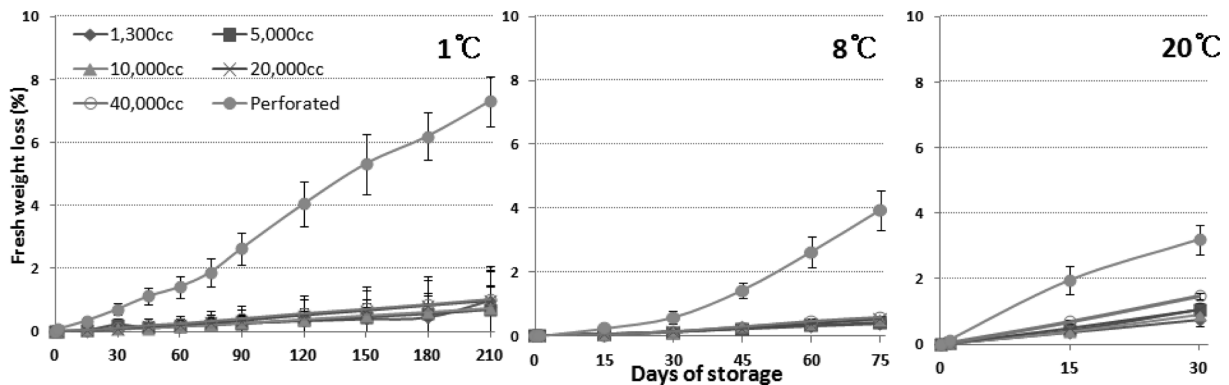 Fresh weight loss (%)
10
8
6
4
2
0
1,300cc
5,000cc
10,000cc
20,000cc
40,000cc
Perforated
1℃
0 30 60 90 120 150 180 210
10
8
6
4
2
0
8℃
0 15 30 45 60 75
10
8
6
4
2
0
20℃
0 15 30
Days of storage